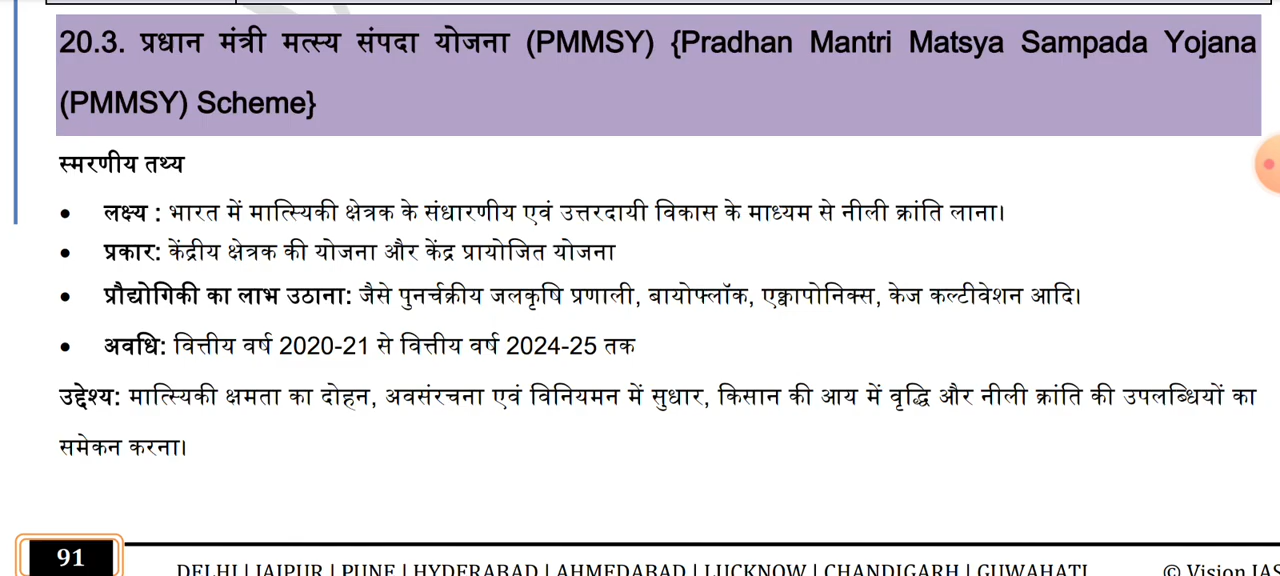 20.3. प्रधान मंत्री मत्स्य संपदा योजना (PMMSY) {Pradhan Mantri Matsya Sampada Yojana
(PMMSY) Scheme}
स्मरणीय तथ्य
• लक्ष्य : भारत में मात्स्यिकी क्षेत्रक के संधारणीय एवं उत्तरदायी विकास के माध्यम से नीली क्रांति लाना।
• प्रकार: केंद्रीय क्षेत्रक की योजना और केंद्र प्रायोजित योजना
• प्रौद्योगिकी का लाभ उठाना: जैसे पुनर्चक्रीय जलकृषि प्रणाली, बायोफ्लॉक, एक्वापोनिक्स, केज कल्टीवेशन आदि।
• अवधि: वित्तीय वर्ष 2020-21 से वित्तीय वर्ष 2024-25 तक
उद्देश्य: मात्स्यिकी क्षमता का दोहन, अवसंरचना एवं विनियमन में सुधार, किसान की आय में वृद्धि और नीली क्रांति की उपलब्धियों का
समेकन करना।
91
DELHI | JAIPUR | PUNE | HYDERABAD | AHMEDABAD | LUCKNOW | CHANDIGARH | GUWAHATI
© Vision IAS